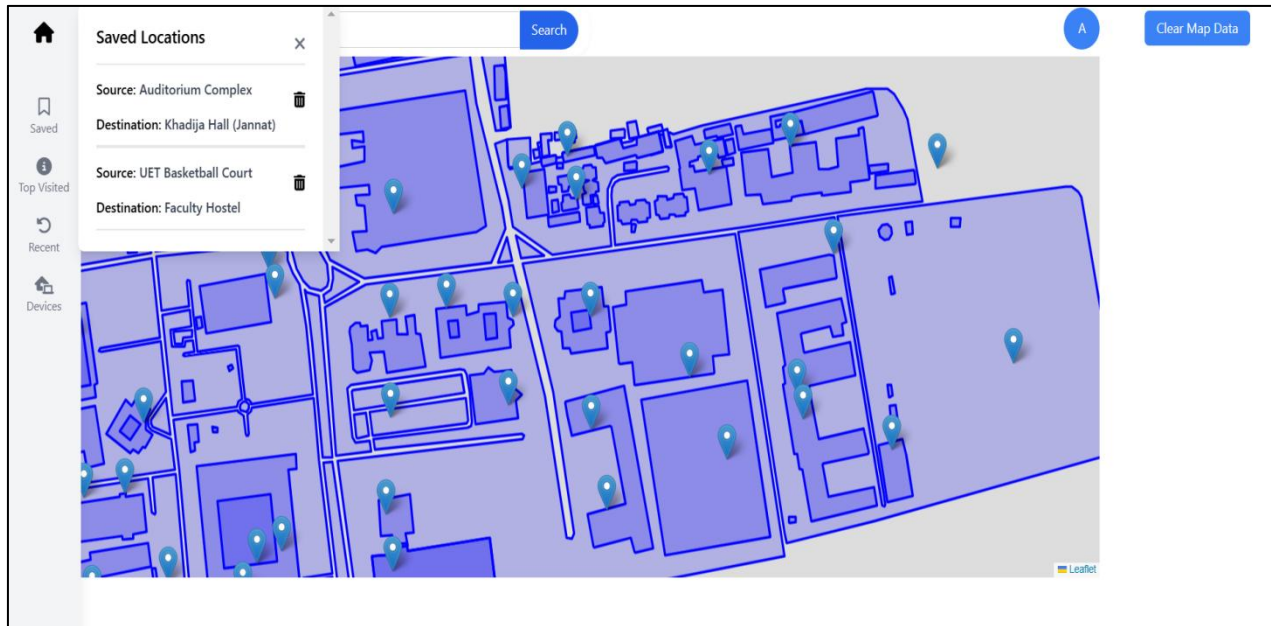 Saved Locations
Search
A
Clear Map Data
Source: Auditorium Complex
Destination: Khadija Hall (Jannat)
Source: UET Basketball Court
Destination: Faculty Hostel
Saved
Top Visited
Recent
Devices
Leaflet